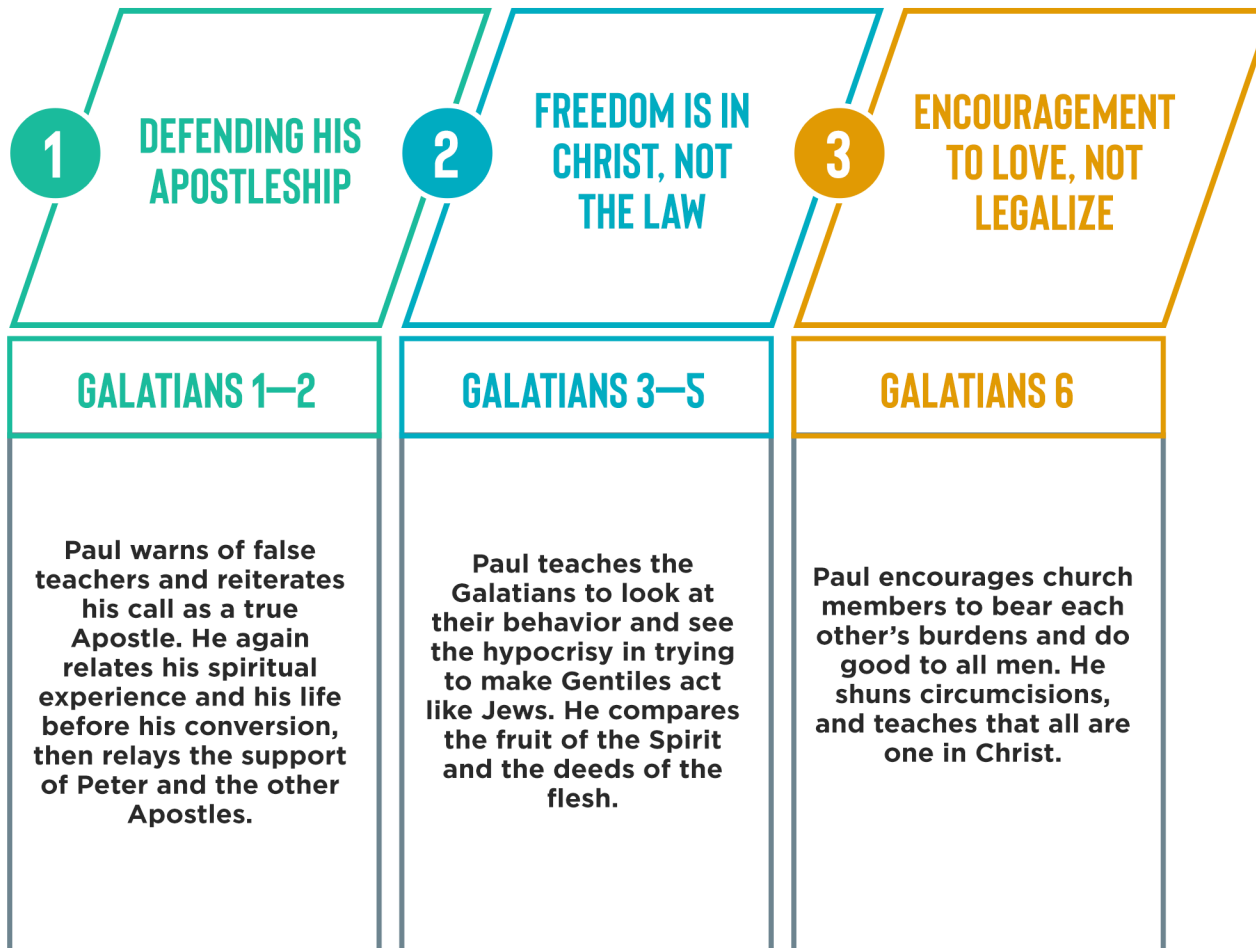 1
DEFENDING HIS
APOSTLESHIP
2
FREEDOM IS IN
CHRIST, NOT
THE LAW
3
ENCOURAGEMENT
TO LOVE, NOT
LEGALIZE
GALATIANS 1—2
Paul warns of false
teachers and reiterates
his call as a true
Apostle. He again
relates his spiritual
experience and his life
before his conversion,
then relays the support
of Peter and the other
Apostles.
GALATIANS 3—5
Paul teaches the
Galatians to look at
their behavior and see
the hypocrisy in trying
to make Gentiles act
like Jews. He compares
the fruit of the Spirit
and the deeds of the
flesh.
GALATIANS 6
Paul encourages church
members to bear each
other’s burdens and do
good to all men. He
shuns circumcisions,
and teaches that all are
one in Christ.